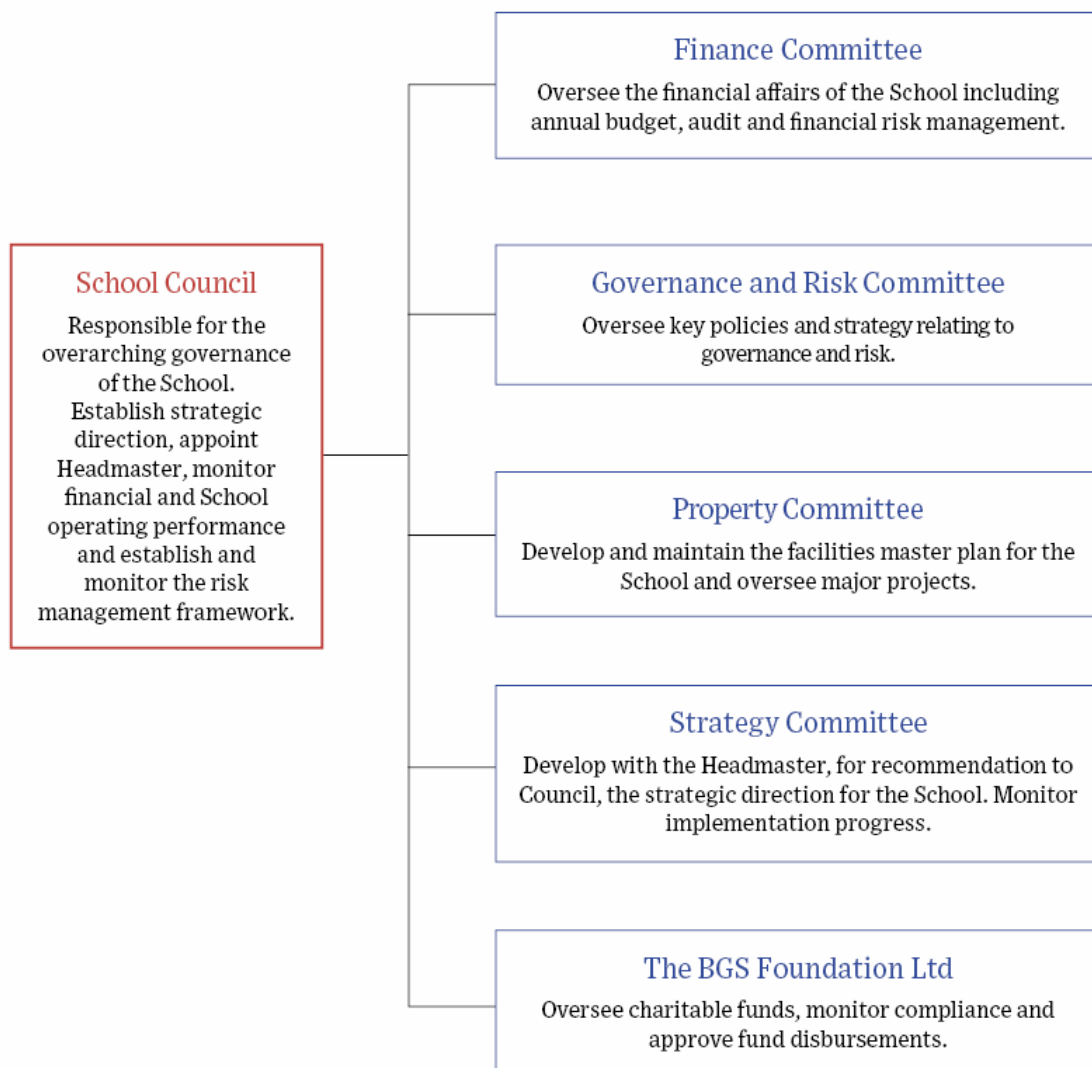 Finance Committee
Oversee the financial affairs of the School including
annual budget, audit and financial risk management.
School Council
Responsible for the
overarching governance
of the School.
Establish strategic
direction, appoint
Headmaster, monitor
financial and School
operating performance
and establish and
monitor the risk
management framework.
Governance and Risk Committee
Oversee key policies and strategy relating to
governance and risk.
Property Committee
Develop and maintain the facilities master plan for the
School and oversee major projects.
Strategy Committee
Develop with the Headmaster, for recommendation to
Council, the strategic direction for the School. Monitor
implementation progress.
The BGS Foundation Ltd
Oversee charitable funds, monitor compliance and
approve fund disbursements.